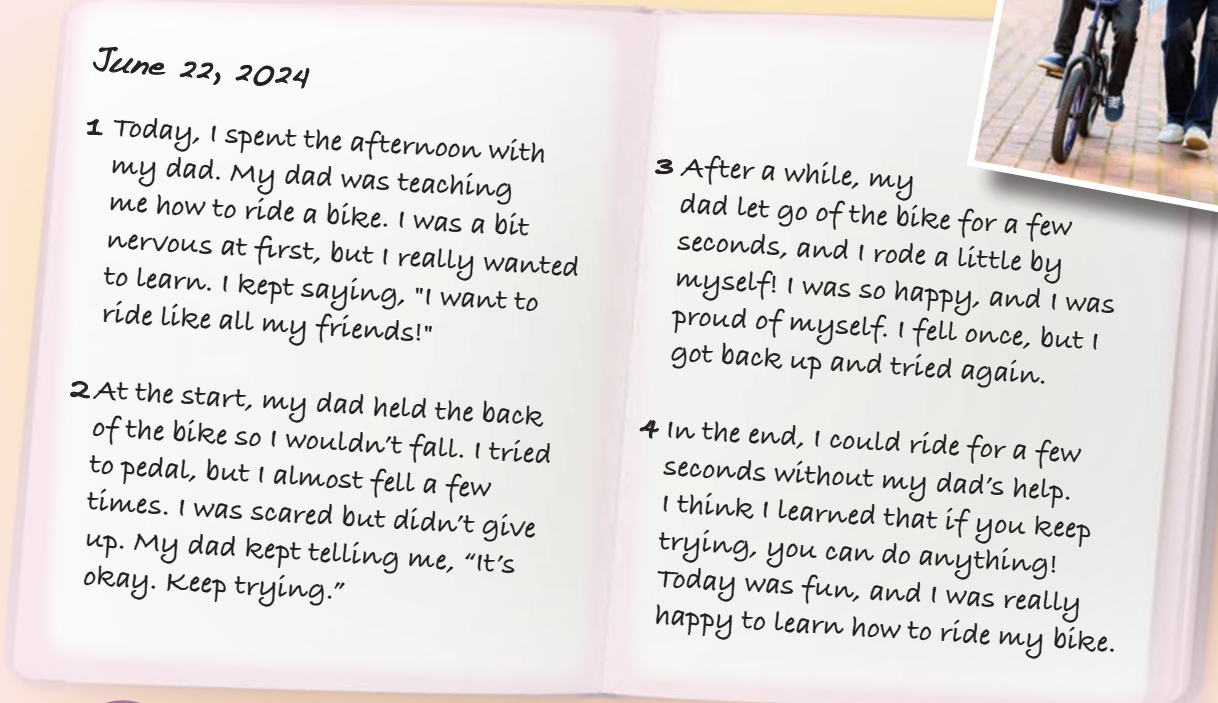 June 22, 2024
1 Today, I spent the afternoon with
my dad. My dad was teaching
me how to ride a bike. I was a bit
nervous at first, but I really wanted
to learn. I kept saying, "I want to
ride like all my friends!"
2 At the start, my dad held the back
of the bike so I wouldn't fall. I tried
to pedal, but I almost fell a few
times. I was scared but didn't give
up. My dad kept telling me, “It's
okay. Keep trying.”
3 After a while, my
dad let go of the bike for a few
seconds, and I rode a little by
myself! I was so happy, and I was
proud of myself. I fell once, but I
got back up and tried again.
4 In the end, I could ride for a few
seconds without my dad's help.
I think I learned that if you keep
trying, you can do anything!
Today was fun, and I was really
happy to learn how to ride my bike.